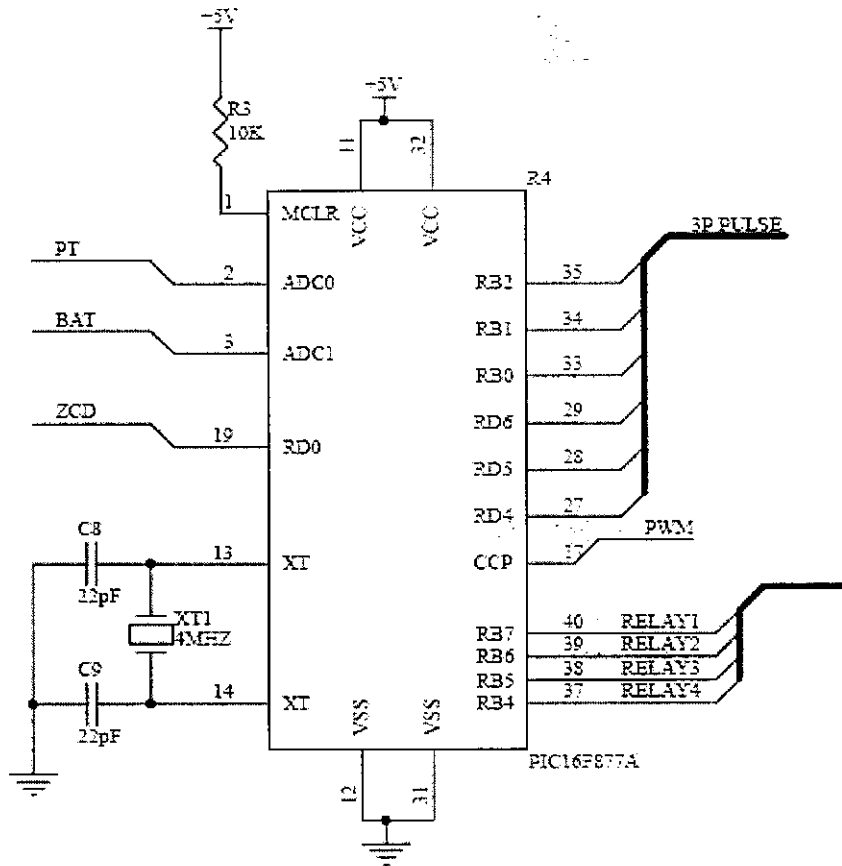 +5V
R3
10K
+5V
11
32
R4
1
MCLR
VCC
VCC
3P PULSE
PT
2
ADC0
RB2
35
BAT
3
ADC1
RB1
34
RB0
33
ZCD
19
RD0
RD6
29
RD5
28
RD4
27
C8
22pF
13
XT
CCP
17
PWM
XT1
4MHZ
RB7
40
RELAY1
RB6
39
RELAY2
RB5
38
RELAY3
RB4
37
RELAY4
C9
22pF
14
XT
VSS
VSS
PIC16F877A
12
31